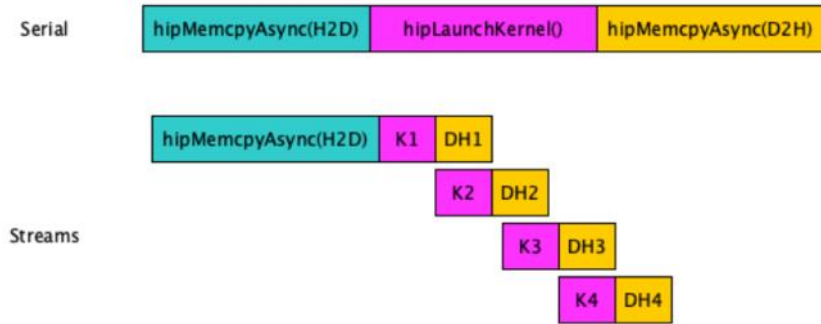 Serial hipMemcpyAsync(H2D) hipLaunchKernel() hipMemcpyAsync(D2H)
hipMemcpyAsync(H2D) K1 DH1
K2 DH2
Streams
K3 DH3
K4 DH4